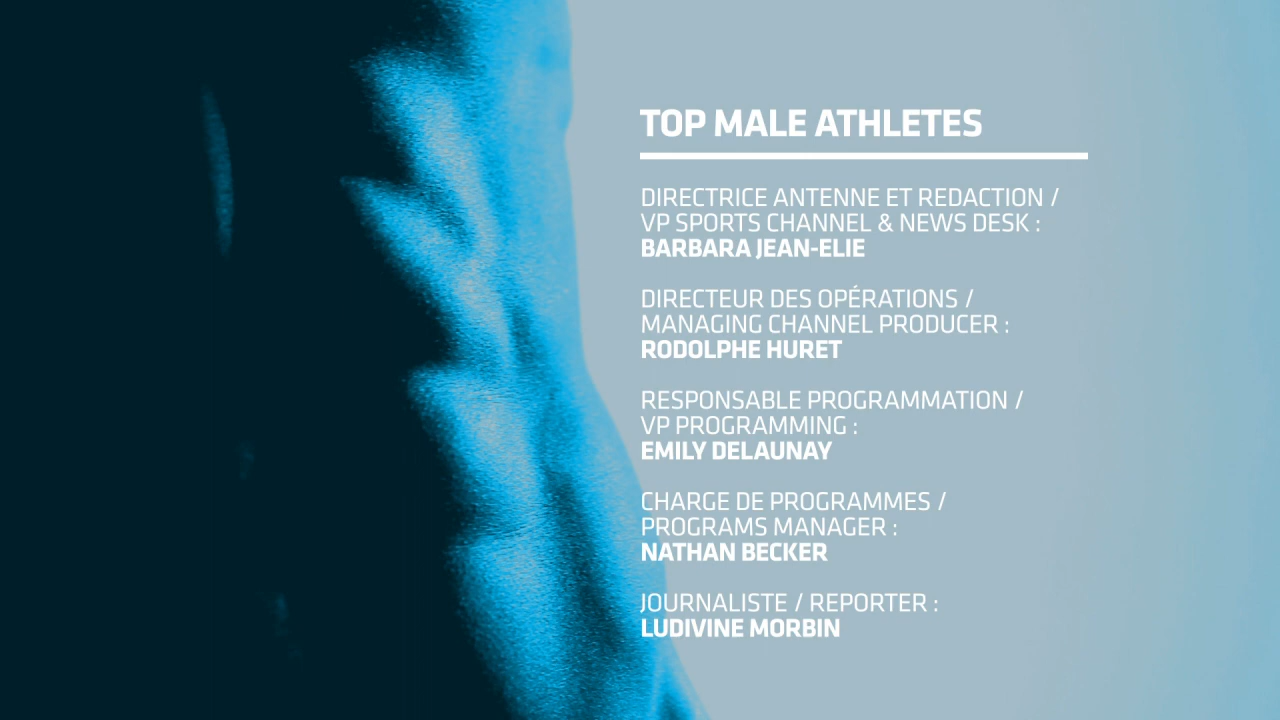 TOP MALE ATHLETES
DIRECTRICE ANTENNE ET REDACTION /
VP SPORTS CHANNEL & NEWS DESK :
BARBARA JEAN-ELIE
DIRECTEUR DES OPÉRATIONS /
MANAGING CHANNEL PRODUCER :
RODOLPHE HURET
RESPONSABLE PROGRAMMATION /
VP PROGRAMMING :
EMILY DELAUNAY
CHARGE DE PROGRAMMES /
PROGRAMS MANAGER :
NATHAN BECKER
JOURNALISTE / REPORTER :
LUDIVINE MORBIN